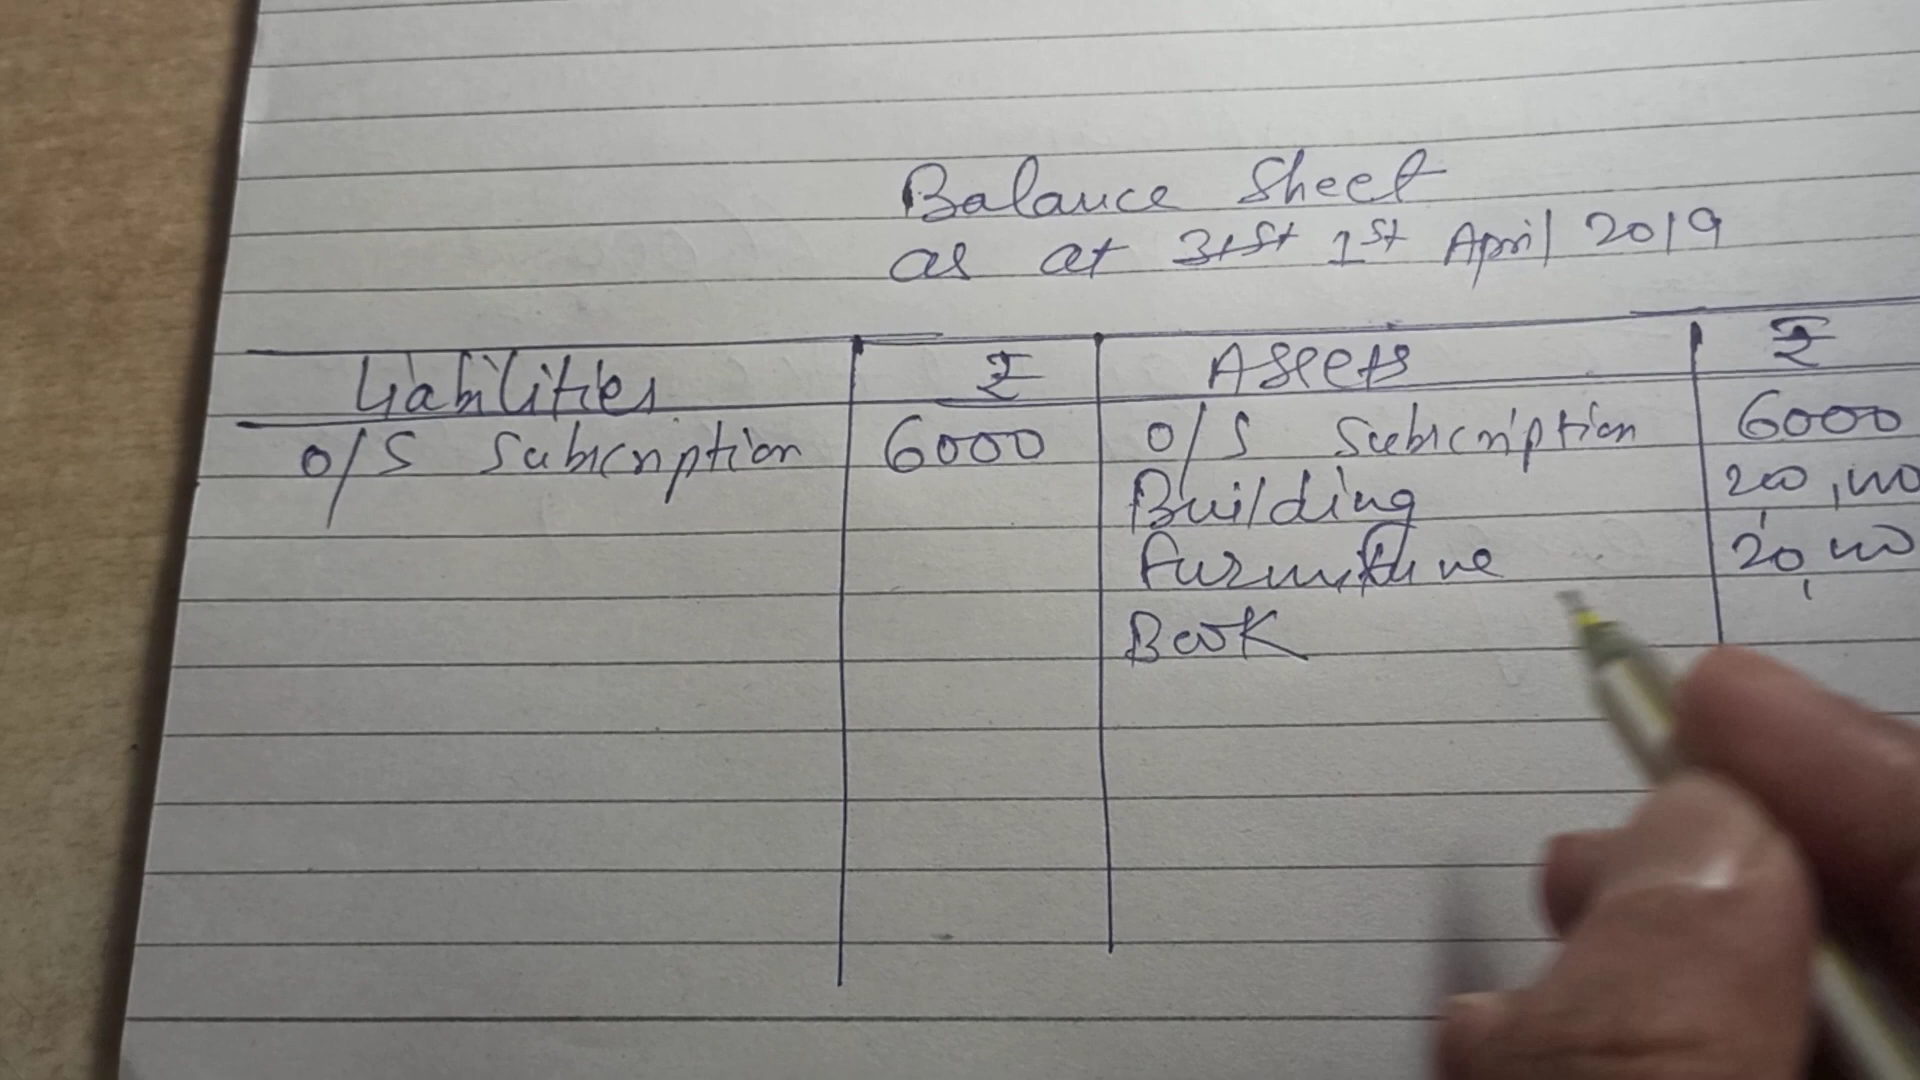 Balance Sheet
as at 31st 1st April 2019
Liabilities ₹ Assets ₹
O/S Subscription 6000 O/S Subscription 6000
Building 200,000
Furniture 20,000
Book